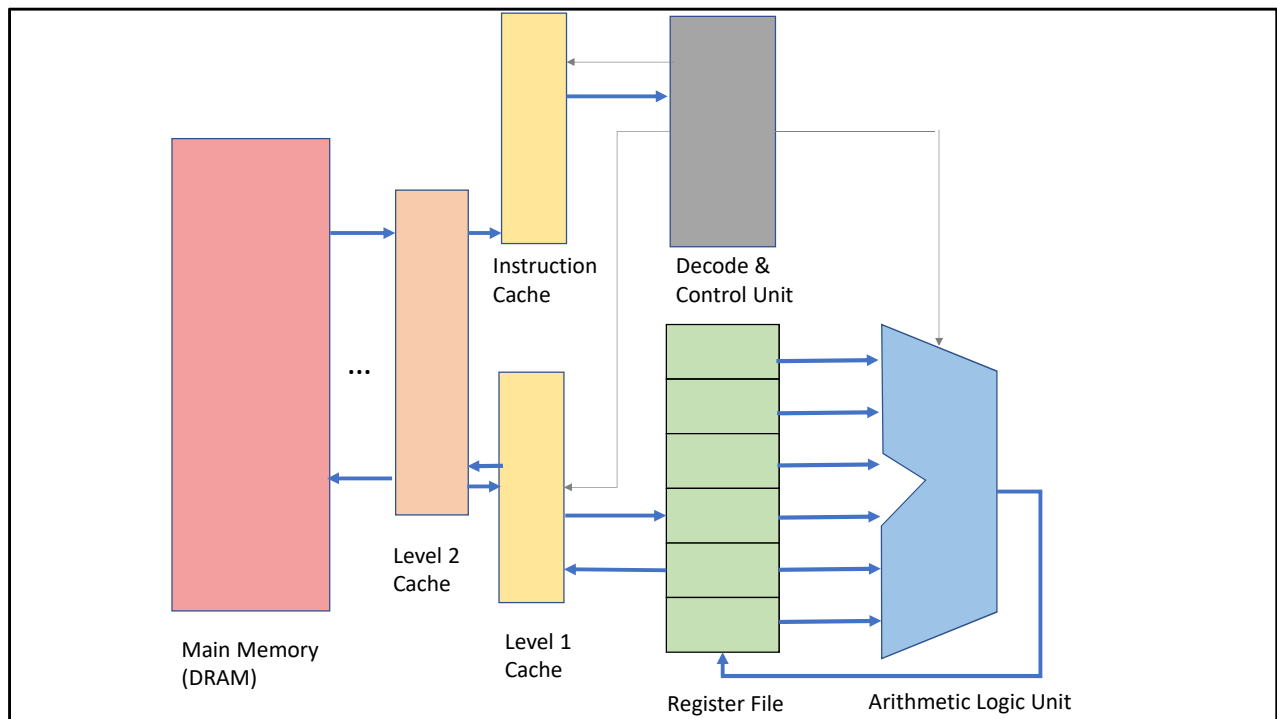 Instruction
Cache
Decode &
Control Unit
...
Level 2
Cache
Level 1
Cache
Main Memory
(DRAM)
Register File
Arithmetic Logic Unit